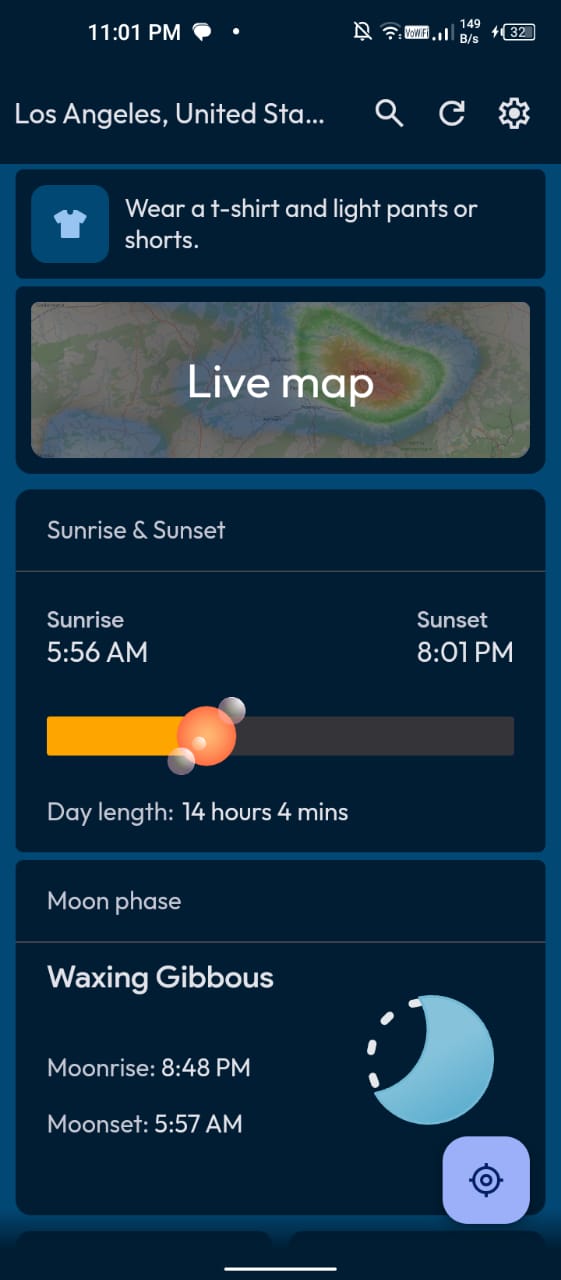 11:01 PM
VoWiFi
149
B/s
32
Los Angeles, United Sta...
Wear a t-shirt and light pants or
shorts.
Live map
Sunrise & Sunset
Sunrise
Sunset
5:56 AM
8:01 PM
Day length: 14 hours 4 mins
Moon phase
Waxing Gibbous
Moonrise: 8:48 PM
Moonset: 5:57 AM